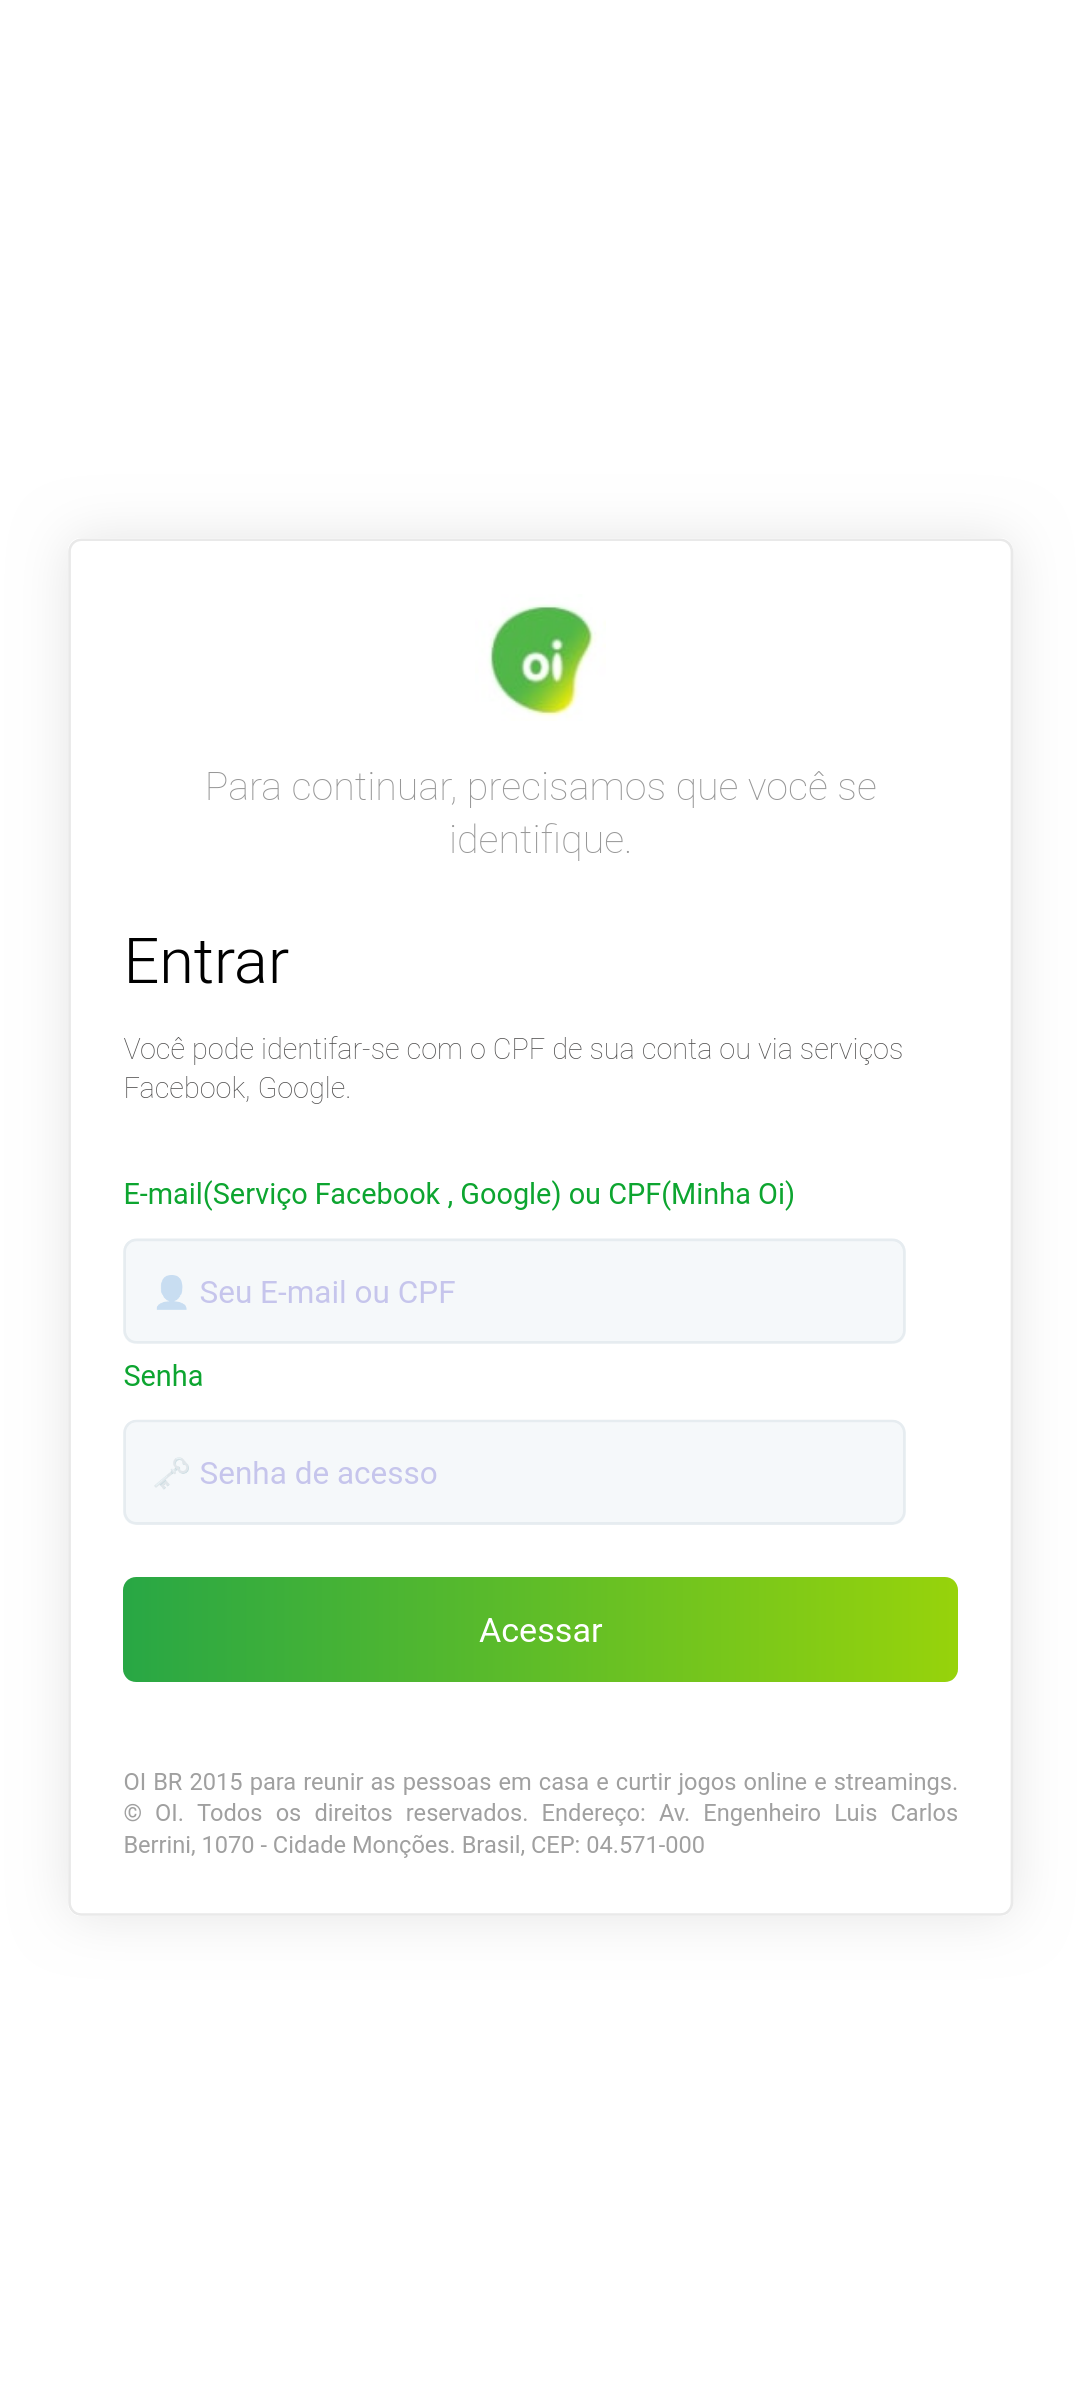 oi
Para continuar, precisamos que você se
identifique.
Entrar
Você pode identifar-se com o CPF de sua conta ou via serviços
Facebook, Google.
E-mail(Serviço Facebook , Google) ou CPF(Minha Oi)
👤 Seu E-mail ou CPF
Senha
🗝 Senha de acesso
Acessar
OI BR 2015 para reunir as pessoas em casa e curtir jogos online e streamings.
© OI. Todos os direitos reservados. Endereço: Av. Engenheiro Luis Carlos
Berrini, 1070 - Cidade Monções. Brasil, CEP: 04.571-000